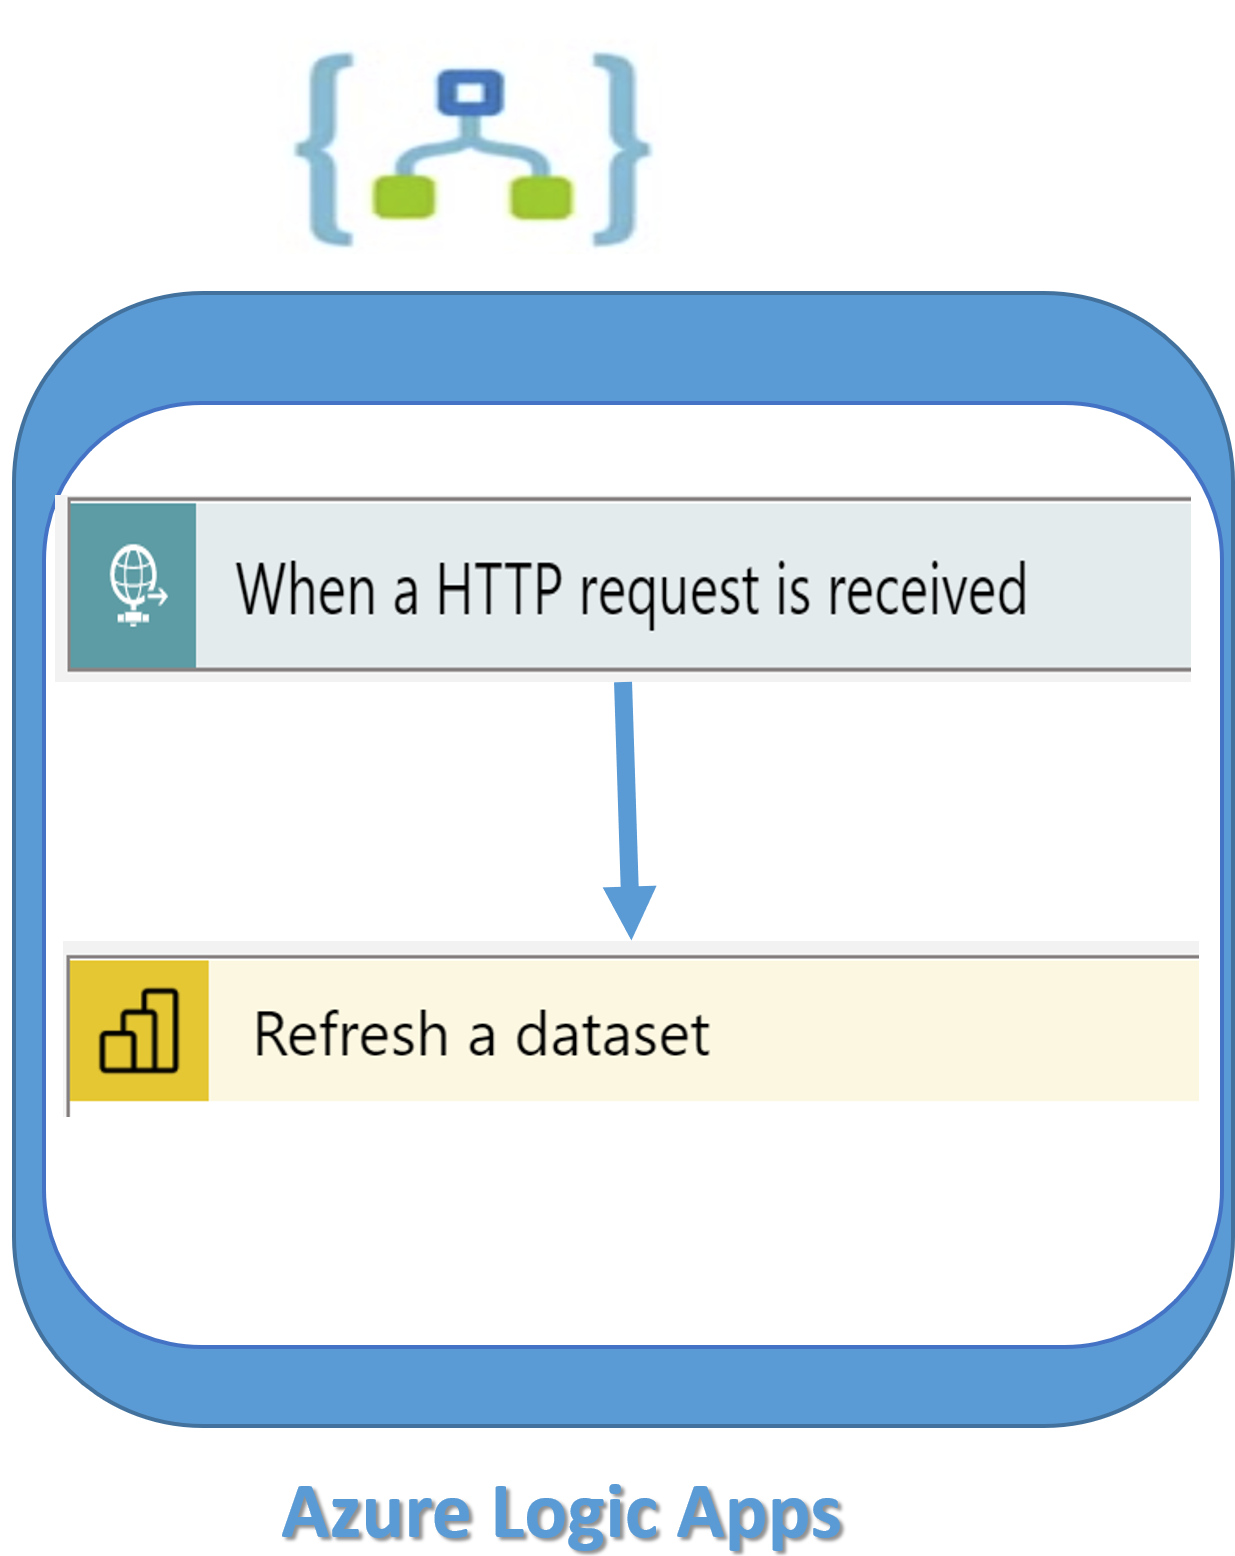 When a HTTP request is received
Refresh a dataset
Azure Logic Apps